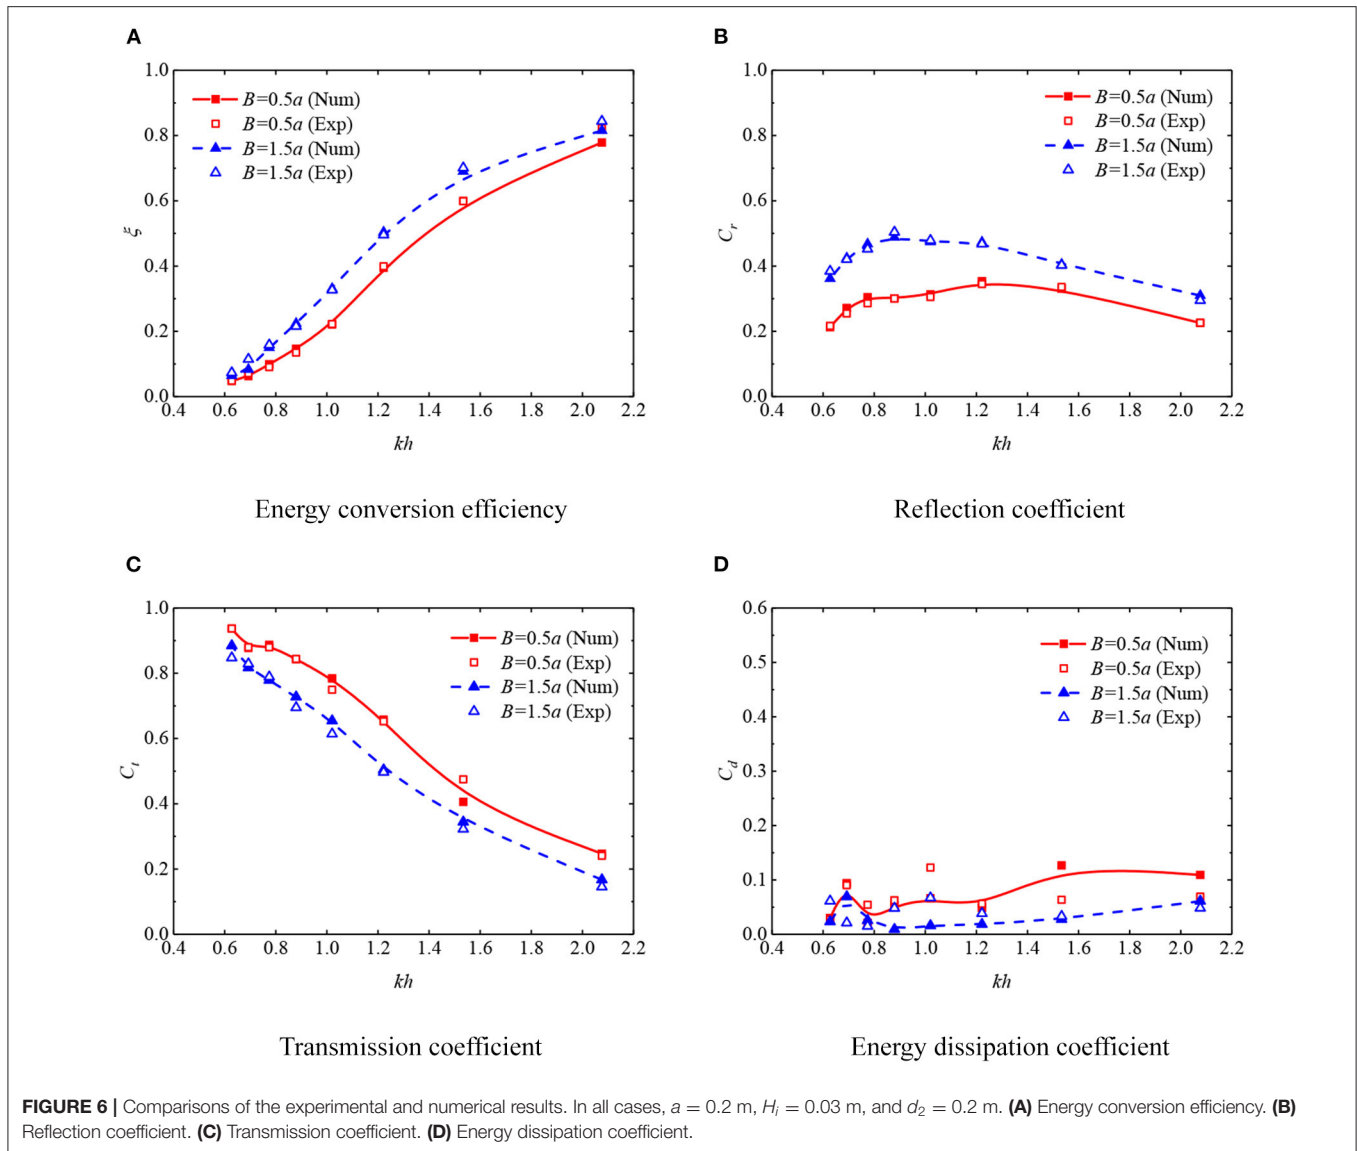 A
1.0
0.8
0.6
0.4
0.2
0.0
ξ
B=0.5a (Num)
B=0.5a (Exp)
B=1.5a (Num)
B=1.5a (Exp)
0.4 0.6 0.8 1.0 1.2 1.4 1.6 1.8 2.0 2.2
kh
Energy conversion efficiency
B
1.0
0.8
0.6
0.4
0.2
0.0
Cr
B=0.5a (Num)
B=0.5a (Exp)
B=1.5a (Num)
B=1.5a (Exp)
0.4 0.6 0.8 1.0 1.2 1.4 1.6 1.8 2.0 2.2
kh
Reflection coefficient
C
1.0
0.8
0.6
0.4
0.2
0.0
Ct
B=0.5a (Num)
B=0.5a (Exp)
B=1.5a (Num)
B=1.5a (Exp)
0.4 0.6 0.8 1.0 1.2 1.4 1.6 1.8 2.0 2.2
kh
Transmission coefficient
D
0.6
0.5
0.4
0.3
0.2
0.1
0.0
Cd
B=0.5a (Num)
B=0.5a (Exp)
B=1.5a (Num)
B=1.5a (Exp)
0.4 0.6 0.8 1.0 1.2 1.4 1.6 1.8 2.0 2.2
kh
Energy dissipation coefficient
FIGURE 6 | Comparisons of the experimental and numerical results. In all cases, a = 0.2 m, Hi = 0.03 m, and d2 = 0.2 m. (A) Energy conversion efficiency. (B)
Reflection coefficient. (C) Transmission coefficient. (D) Energy dissipation coefficient.